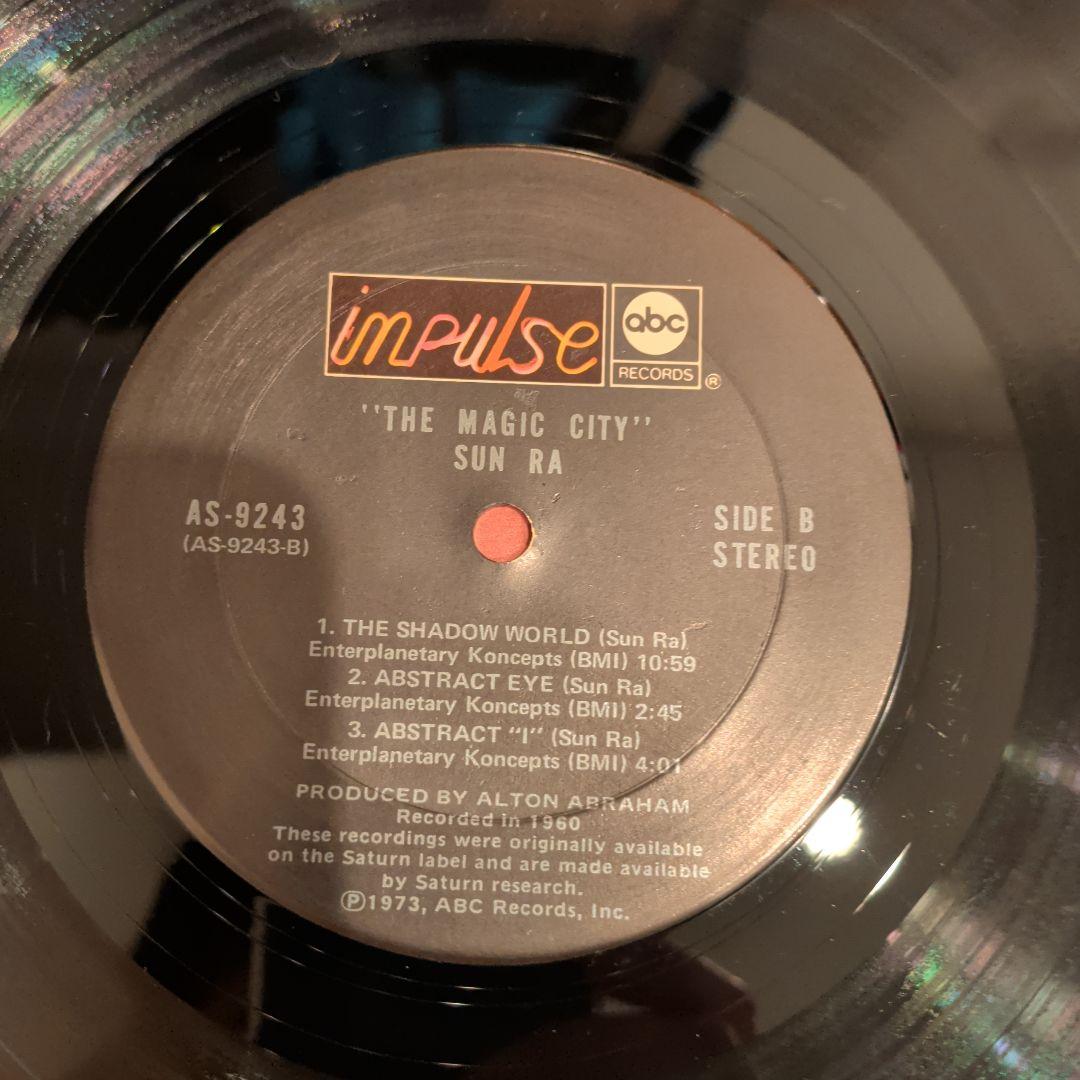 impulse
abc
RECORDS ®
"THE MAGIC CITY"
SUN RA
AS-9243
(AS-9243-B)
SIDE B
STEREO
1. THE SHADOW WORLD (Sun Ra)
Enterplanetary Koncepts (BMI) 10:59
2. ABSTRACT EYE (Sun Ra)
Enterplanetary Koncepts (BMI) 2:45
3. ABSTRACT "I" (Sun Ra)
Enterplanetary Koncepts (BMI) 4:01
PRODUCED BY ALTON ABRAHAM
Recorded in 1960
These recordings were originally available
on the Saturn label and are made available
by Saturn research.
℗1973, ABC Records, Inc.